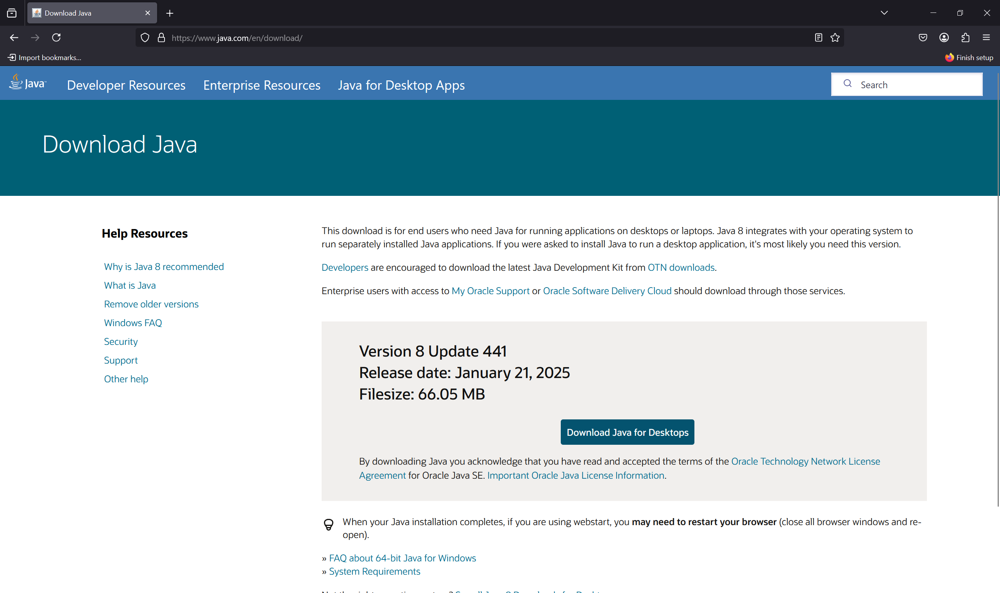 Download Java
https://www.java.com/en/download/
Import bookmarks...
Finish setup
Java™
Developer Resources
Enterprise Resources
Java for Desktop Apps
Search
Download Java
Help Resources
Why is Java 8 recommended
What is Java
Remove older versions
Windows FAQ
Security
Support
Other help
This download is for end users who need Java for running applications on desktops or laptops. Java 8 integrates with your operating system to
run separately installed Java applications. If you were asked to install Java to run a desktop application, it's most likely you need this version.
Developers are encouraged to download the latest Java Development Kit from OTN downloads.
Enterprise users with access to My Oracle Support or Oracle Software Delivery Cloud should download through those services.
Version 8 Update 441
Release date: January 21, 2025
Filesize: 66.05 MB
Download Java for Desktops
By downloading Java you acknowledge that you have read and accepted the terms of the Oracle Technology Network License
Agreement for Oracle Java SE. Important Oracle Java License Information.
When your Java installation completes, if you are using webstart, you may need to restart your browser (close all browser windows and re-
open).
» FAQ about 64-bit Java for Windows
» System Requirements